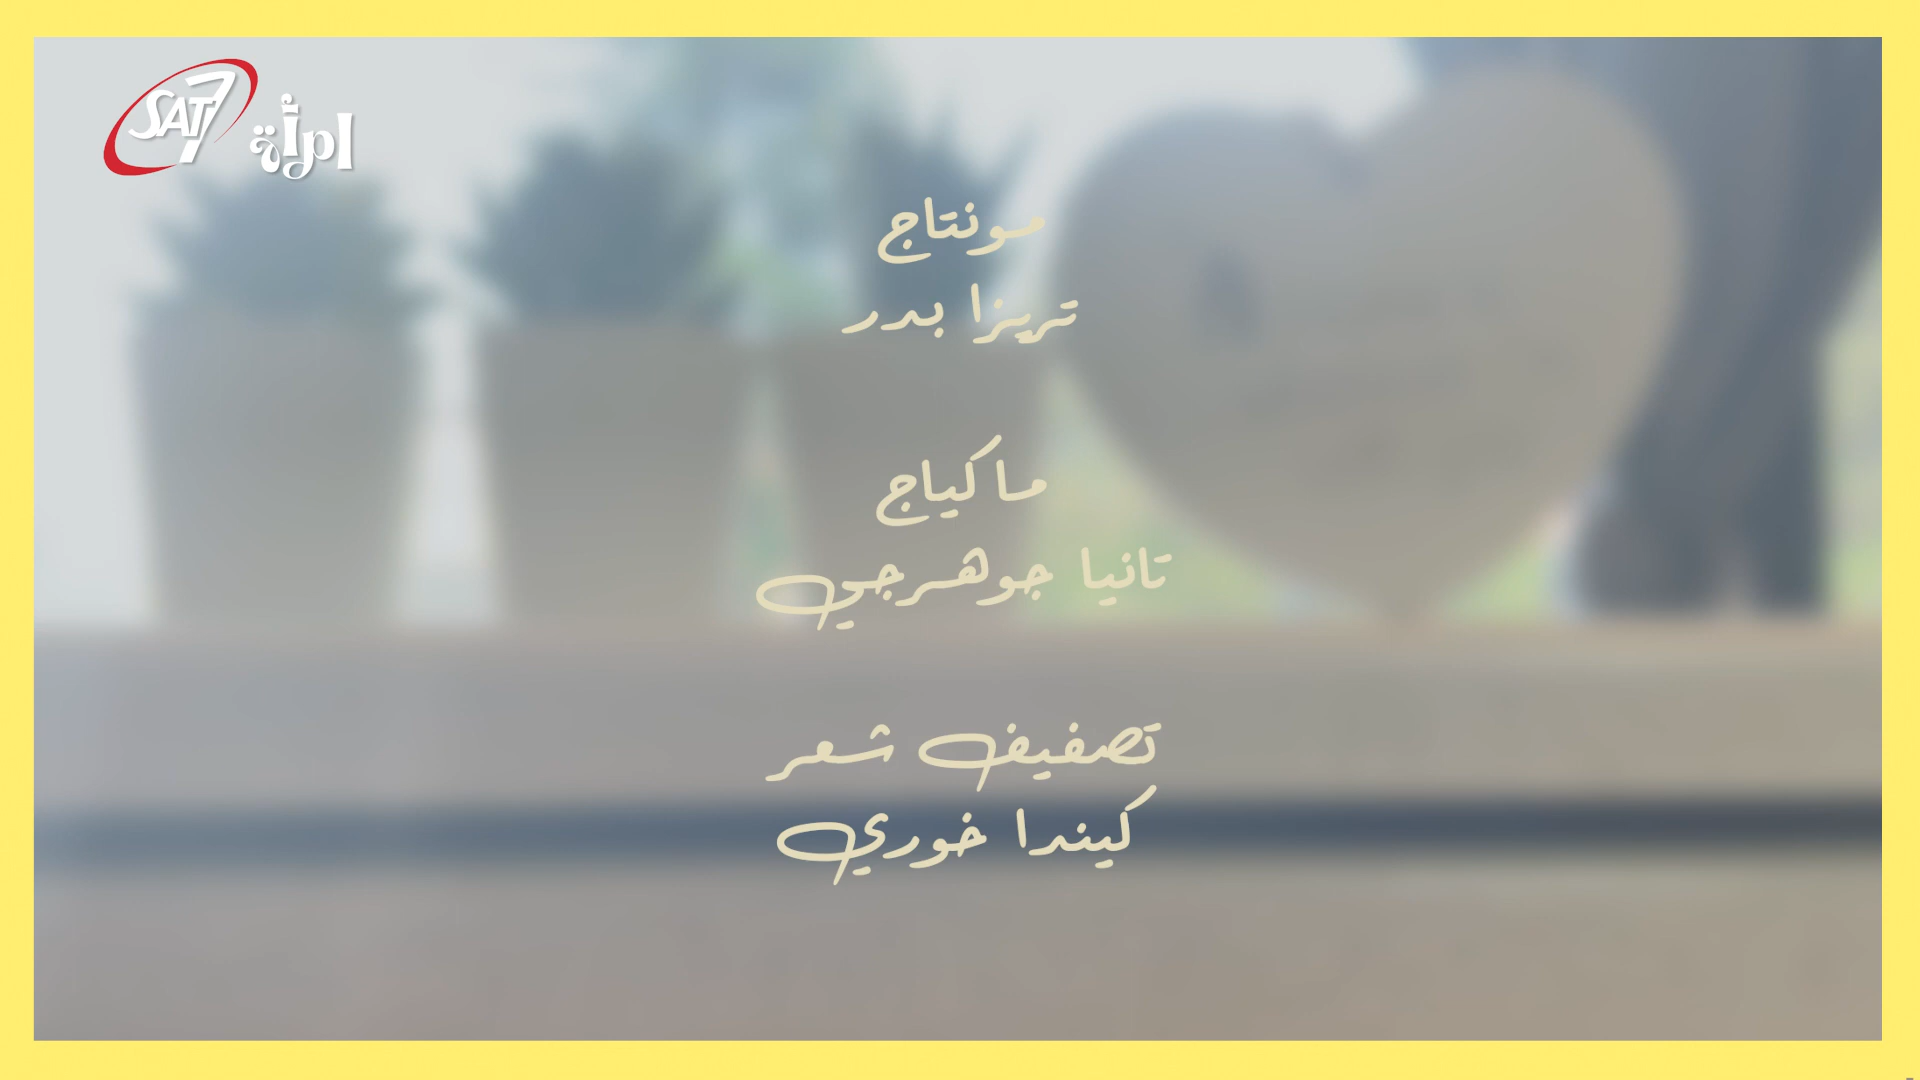 SAT7
امرأة
مونتاج
تريزا بدر
ماكياج
تانيا جوهرجي
تصفيف شعر
كيندا خوري